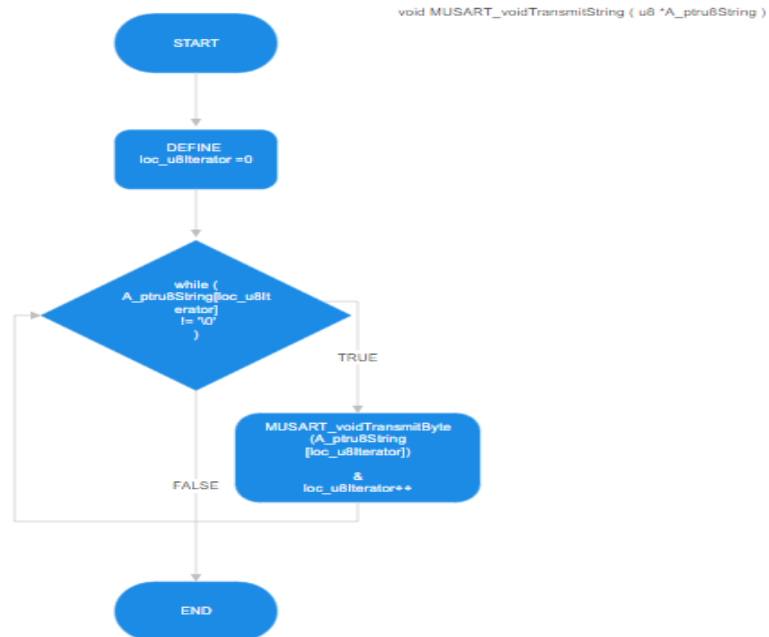 void MUSART_voidTransmitString ( u8 *A_ptru8String )
START
DEFINE
loc_u8Iterator =0
while (
A_ptru8String[loc_u8It
erator]
!= '\0'
)
TRUE
MUSART_voidTransmitByte
(A_ptru8String
[loc_u8Iterator])
&
loc_u8Iterator++
FALSE
END